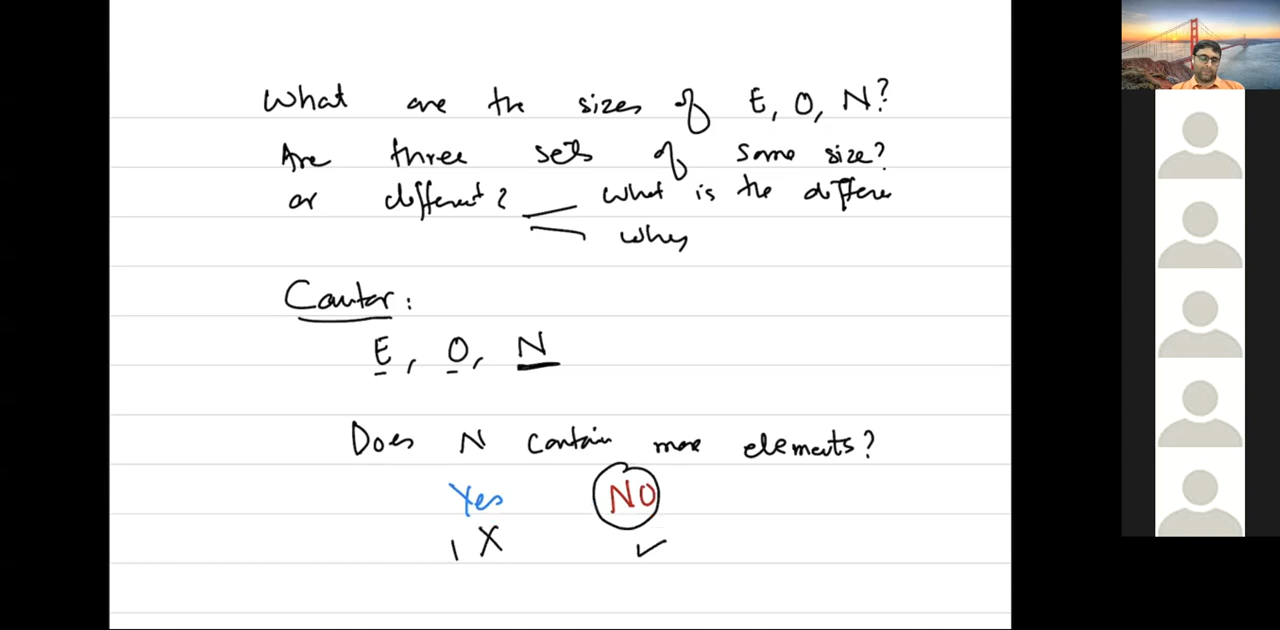 What are the sizes of E, O, N?
Are three sets of same size?
or different? What is the differen
why
Cantor:
E, O, N
Does N contain more elements?
Yes NO